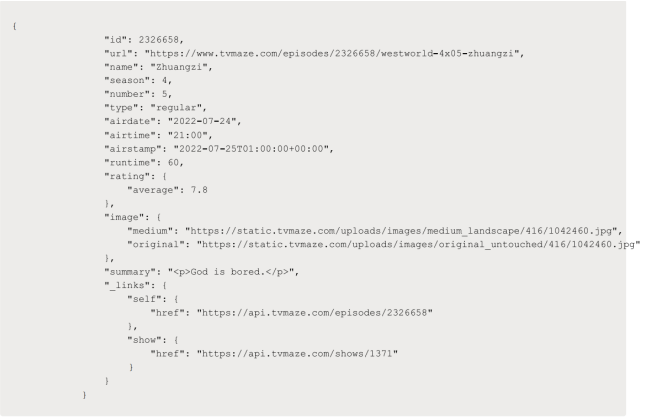 {
"id": 2326658,
"url": "https://www.tvmaze.com/episodes/2326658/westworld-4x05-zhuangzi",
"name": "Zhuangzi",
"season": 4,
"number": 5,
"type": "regular",
"airdate": "2022-07-24",
"airtime": "21:00",
"airstamp": "2022-07-25T01:00:00+00:00",
"runtime": 60,
"rating": {
"average": 7.8
},
"image": {
"medium": "https://static.tvmaze.com/uploads/images/medium_landscape/416/1042460.jpg",
"original": "https://static.tvmaze.com/uploads/images/original_untouched/416/1042460.jpg"
},
"summary": "<p>God is bored.</p>",
"_links": {
"self": {
"href": "https://api.tvmaze.com/episodes/2326658"
},
"show": {
"href": "https://api.tvmaze.com/shows/1371"
}
}
}